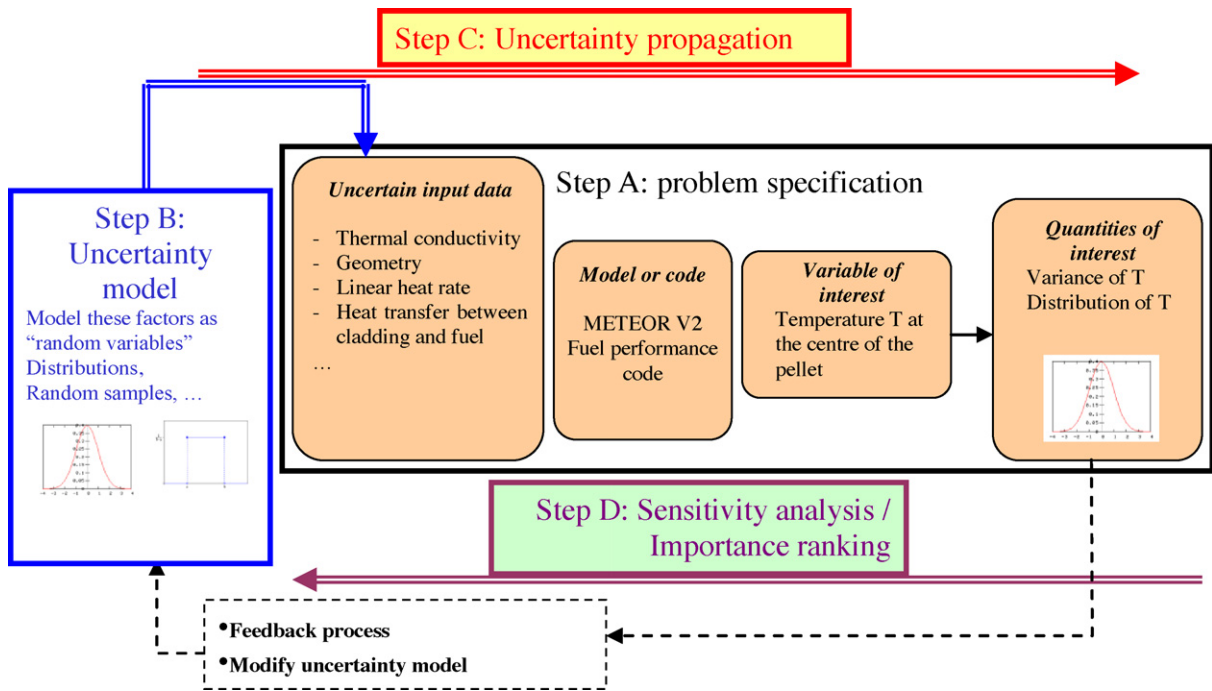 Step C: Uncertainty propagation
Step B:
Uncertainty
model
Model these factors as
“random variables”
Distributions,
Random samples, …
Step A: problem specification
Uncertain input data
- Thermal conductivity
- Geometry
- Linear heat rate
- Heat transfer between
cladding and fuel
…
Model or code
METEOR V2
Fuel performance
code
Variable of
interest
Temperature T at
the centre of the
pellet
Quantities of
interest
Variance of T
Distribution of T
Step D: Sensitivity analysis /
Importance ranking
•Feedback process
•Modify uncertainty model